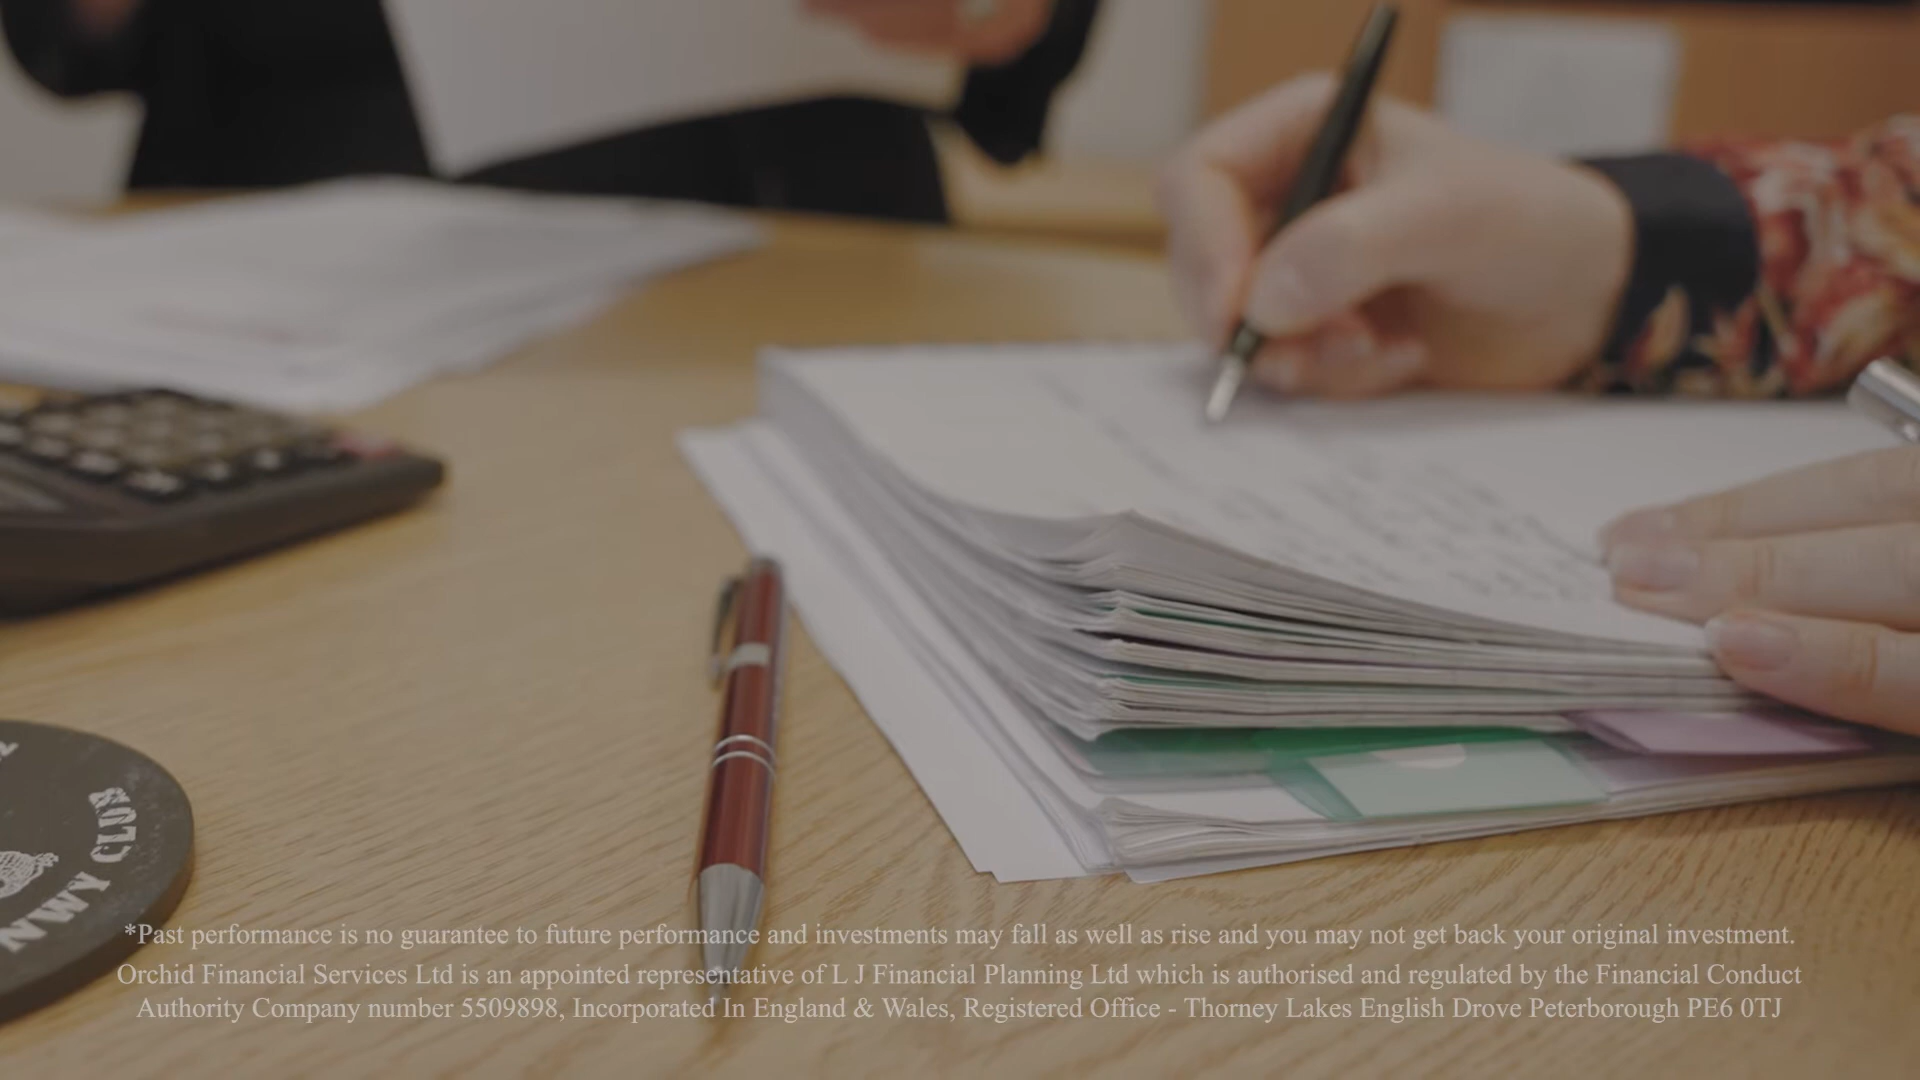 NWY CLUB
*Past performance is no guarantee to future performance and investments may fall as well as rise and you may not get back your original investment.
Orchid Financial Services Ltd is an appointed representative of L J Financial Planning Ltd which is authorised and regulated by the Financial Conduct
Authority Company number 5509898, Incorporated In England & Wales, Registered Office - Thorney Lakes English Drove Peterborough PE6 0TJ